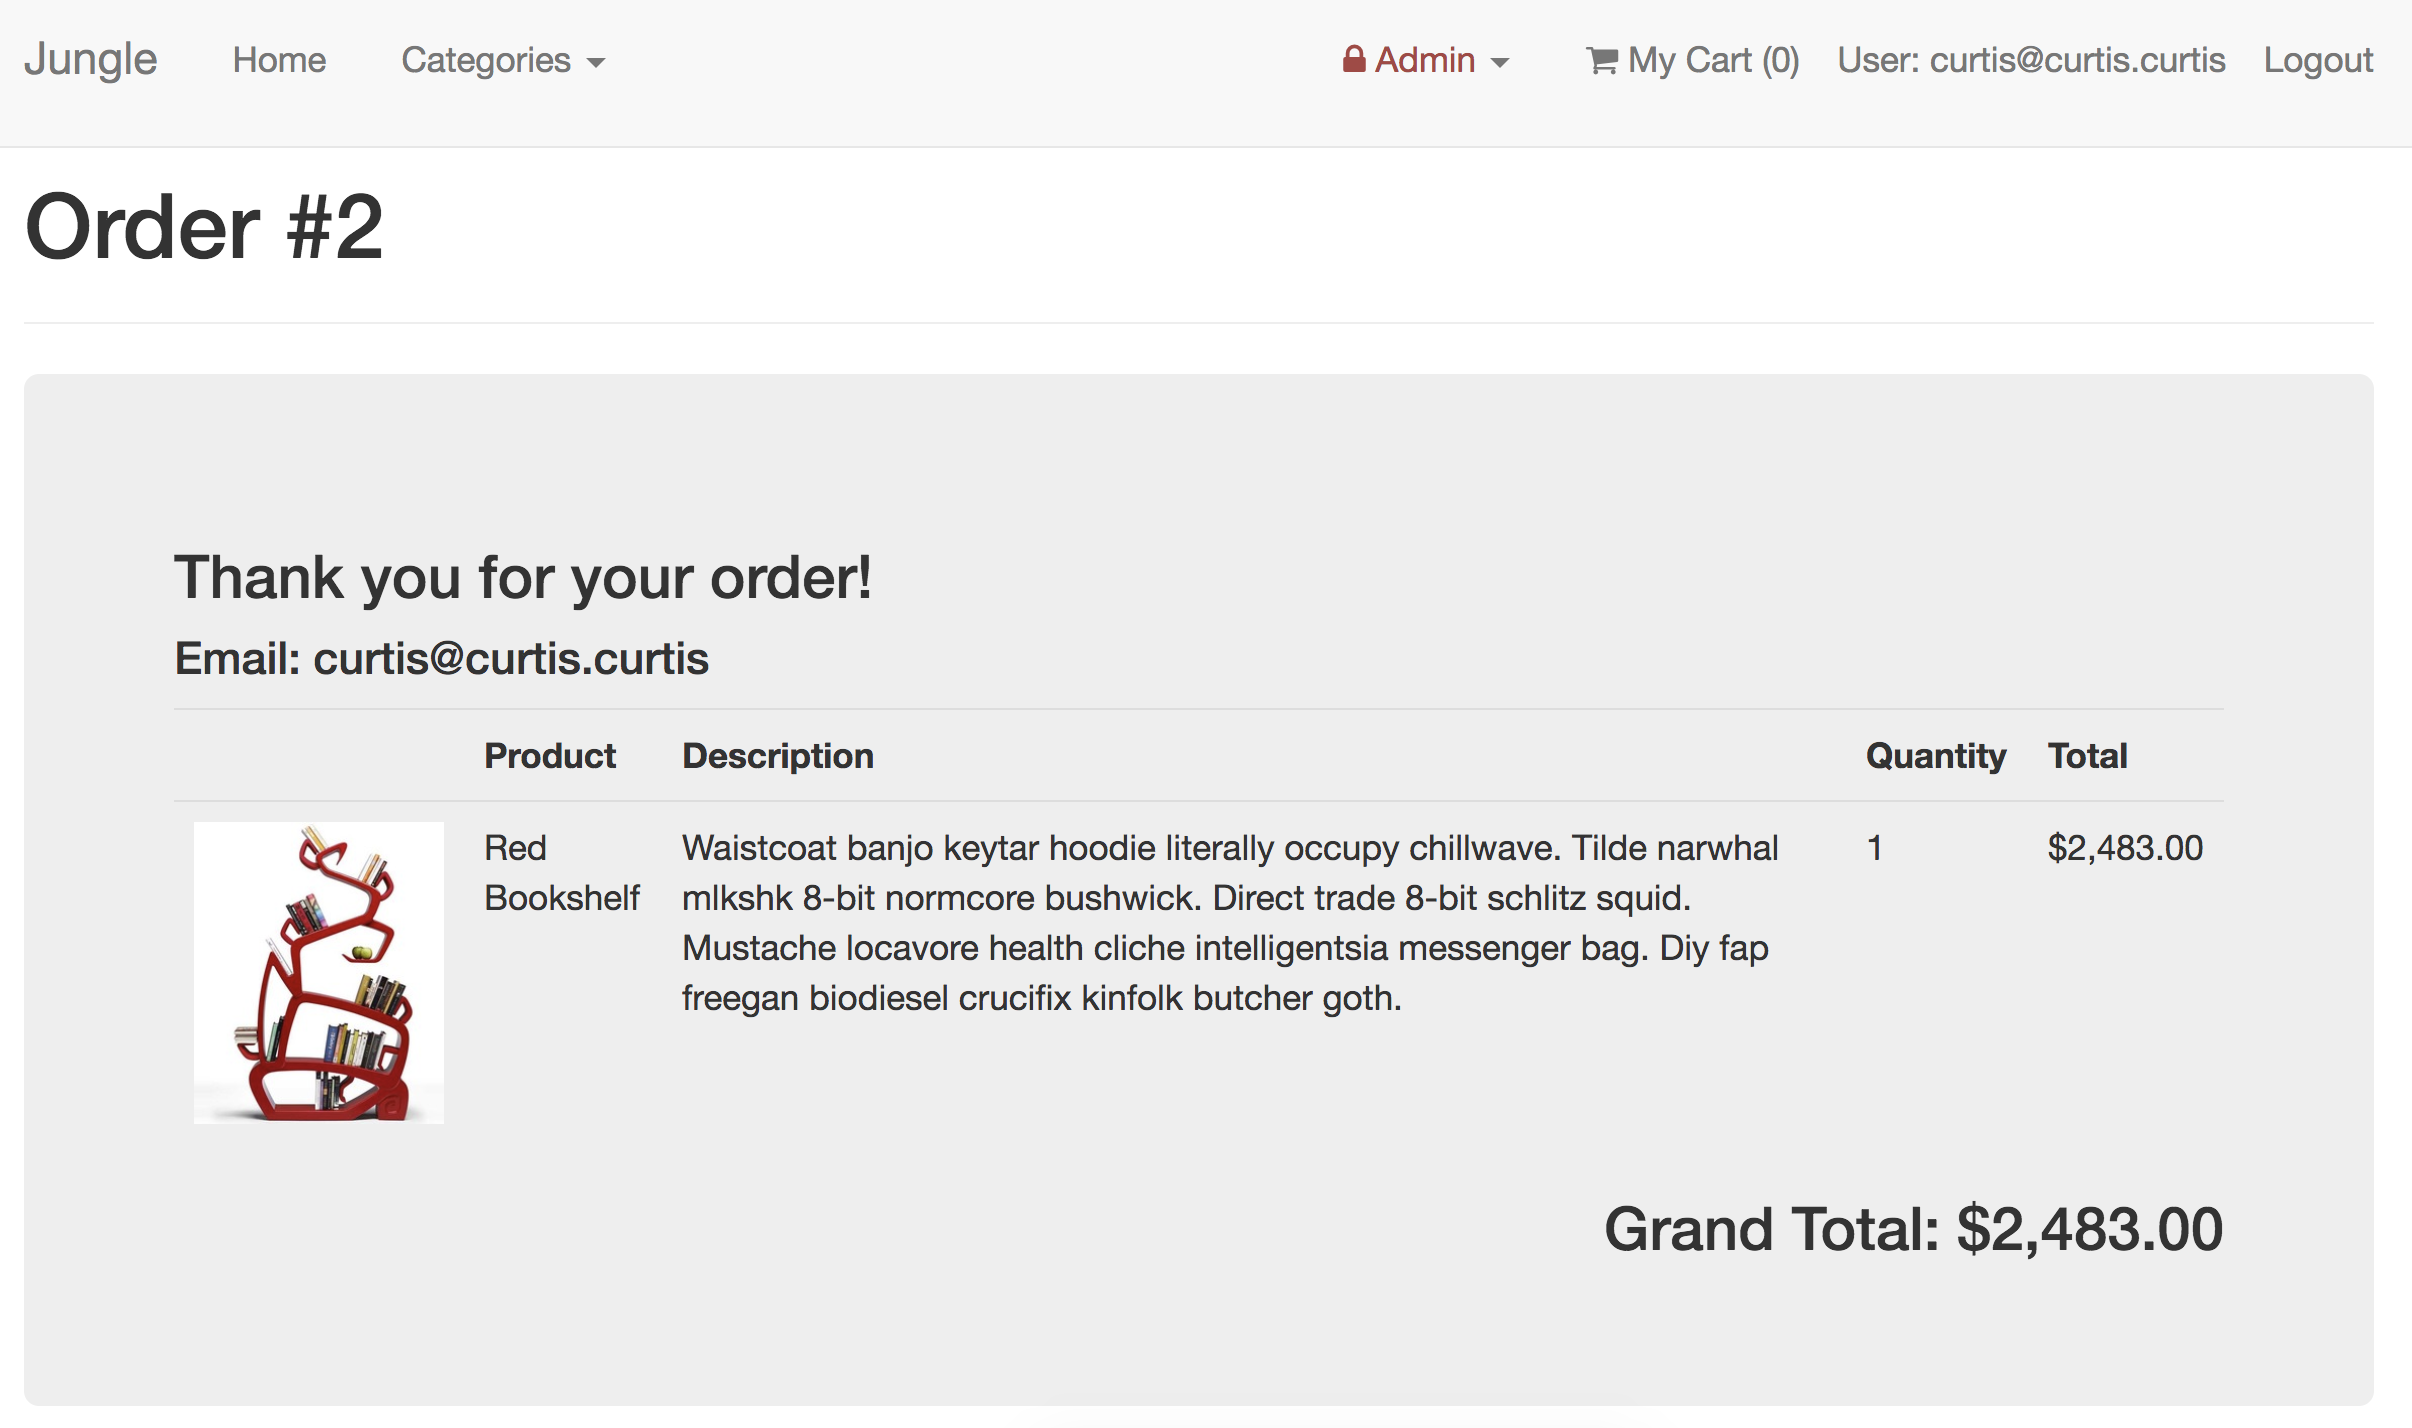 Jungle Home Categories Admin My Cart (0) User: curtis@curtis.curtis Logout
Order #2
Thank you for your order!
Email: curtis@curtis.curtis
Product Description Quantity Total
Red Waistcoat banjo keytar hoodie literally occupy chillwave. Tilde narwhal 1 $2,483.00
Bookshelf mlkshk 8-bit normcore bushwick. Direct trade 8-bit schlitz squid.
Mustache locavore health cliche intelligentsia messenger bag. Diy fap
freegan biodiesel crucifix kinfolk butcher goth.
Grand Total: $2,483.00